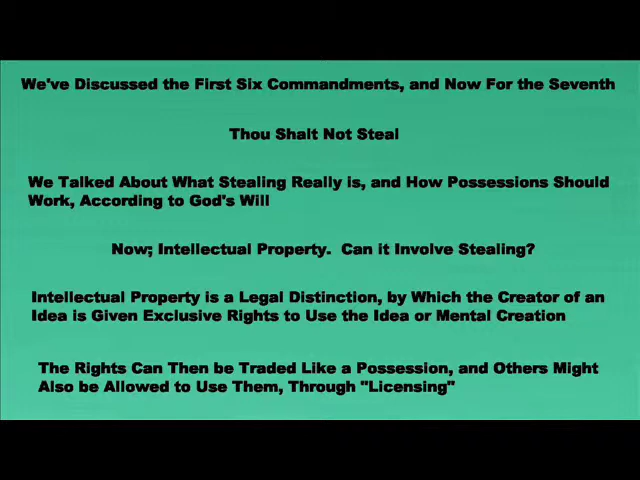 We've Discussed the First Six Commandments, and Now For the Seventh
Thou Shalt Not Steal
We Talked About What Stealing Really is, and How Possessions Should
Work, According to God's Will
Now; Intellectual Property. Can it Involve Stealing?
Intellectual Property is a Legal Distinction, by Which the Creator of an
Idea is Given Exclusive Rights to Use the Idea or Mental Creation
The Rights Can Then be Traded Like a Possession, and Others Might
Also be Allowed to Use Them, Through "Licensing"